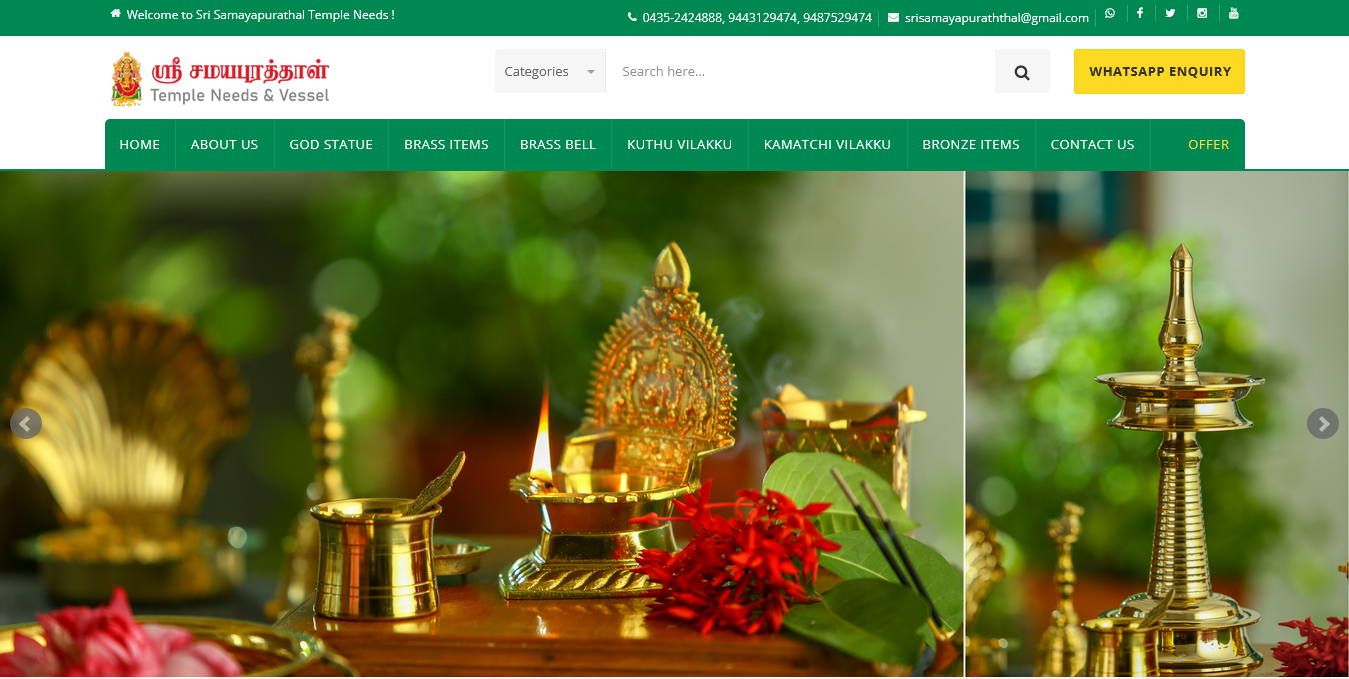 Welcome to Sri Samayapurathal Temple Needs !
0435-2424888, 9443129474, 9487529474
srisamayapuraththal@gmail.com
ஸ்ரீ சமயபுரத்தாள்
Temple Needs & Vessel
Categories
Search here...
WHATSAPP ENQUIRY
HOME
ABOUT US
GOD STATUE
BRASS ITEMS
BRASS BELL
KUTHU VILAKKU
KAMATCHI VILAKKU
BRONZE ITEMS
CONTACT US
OFFER